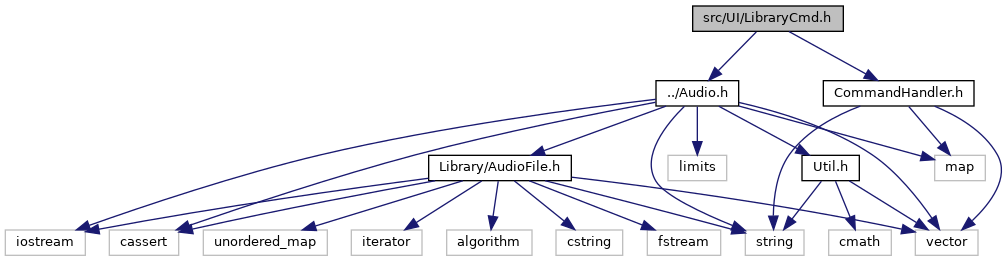 src/UI/LibraryCmd.h
../Audio.h
CommandHandler.h
Library/AudioFile.h
limits
Util.h
map
iostream
cassert
unordered_map
iterator
algorithm
cstring
fstream
string
cmath
vector